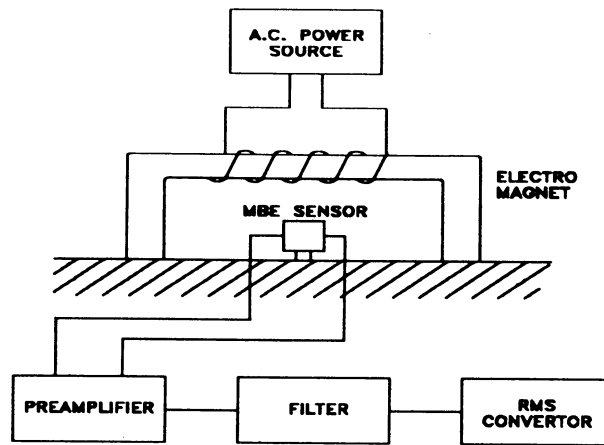 A.C. POWER
SOURCE
ELECTRO
MAGNET
MBE SENSOR
PREAMPLIFIER
FILTER
RMS
CONVERTOR